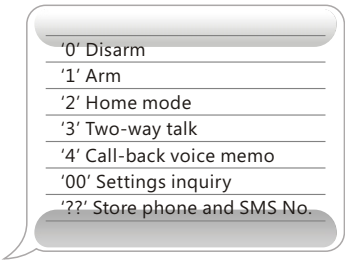 ‘0’ Disarm
‘1’ Arm
‘2’ Home mode
‘3’ Two-way talk
‘4’ Call-back voice memo
‘00’ Settings inquiry
‘??’ Store phone and SMS No.